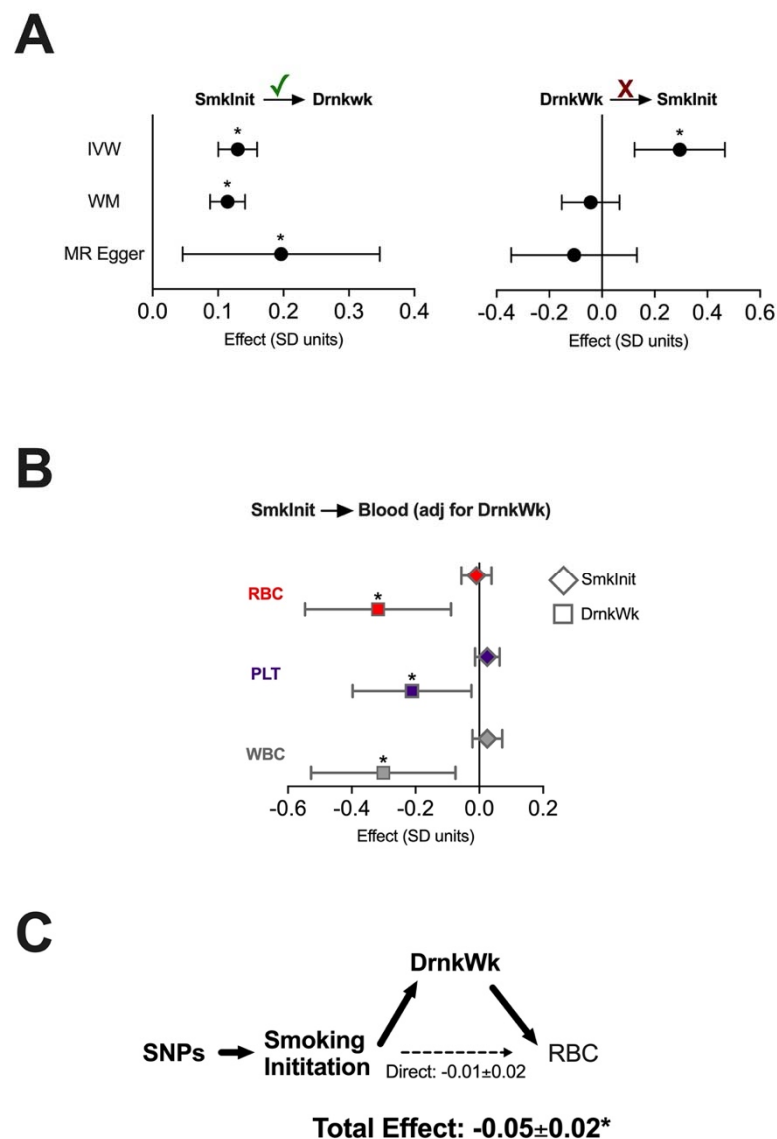 A
SmkInit ✓ Drnkwk
DrnkWk X SmkInit
IVW
*
*
WM
*
MR Egger
*
0.0 0.1 0.2 0.3 0.4
-0.4 -0.2 0.0 0.2 0.4 0.6
Effect (SD units)
Effect (SD units)
B
SmkInit → Blood (adj for DrnkWk)
SmkInit
RBC
*
DrnkWk
PLT
*
WBC
*
-0.6 -0.4 -0.2 0.0 0.2
Effect (SD units)
C
DrnkWk
SNPs
Smoking
Inititation
RBC
Direct: -0.01±0.02
Total Effect: -0.05±0.02*